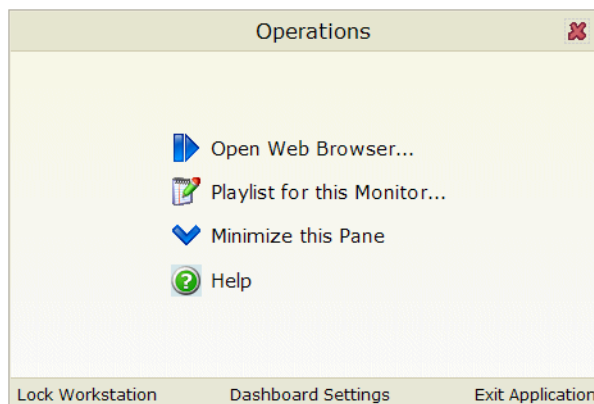 Operations
Open Web Browser...
Playlist for this Monitor...
Minimize this Pane
Help
Lock Workstation Dashboard Settings Exit Application